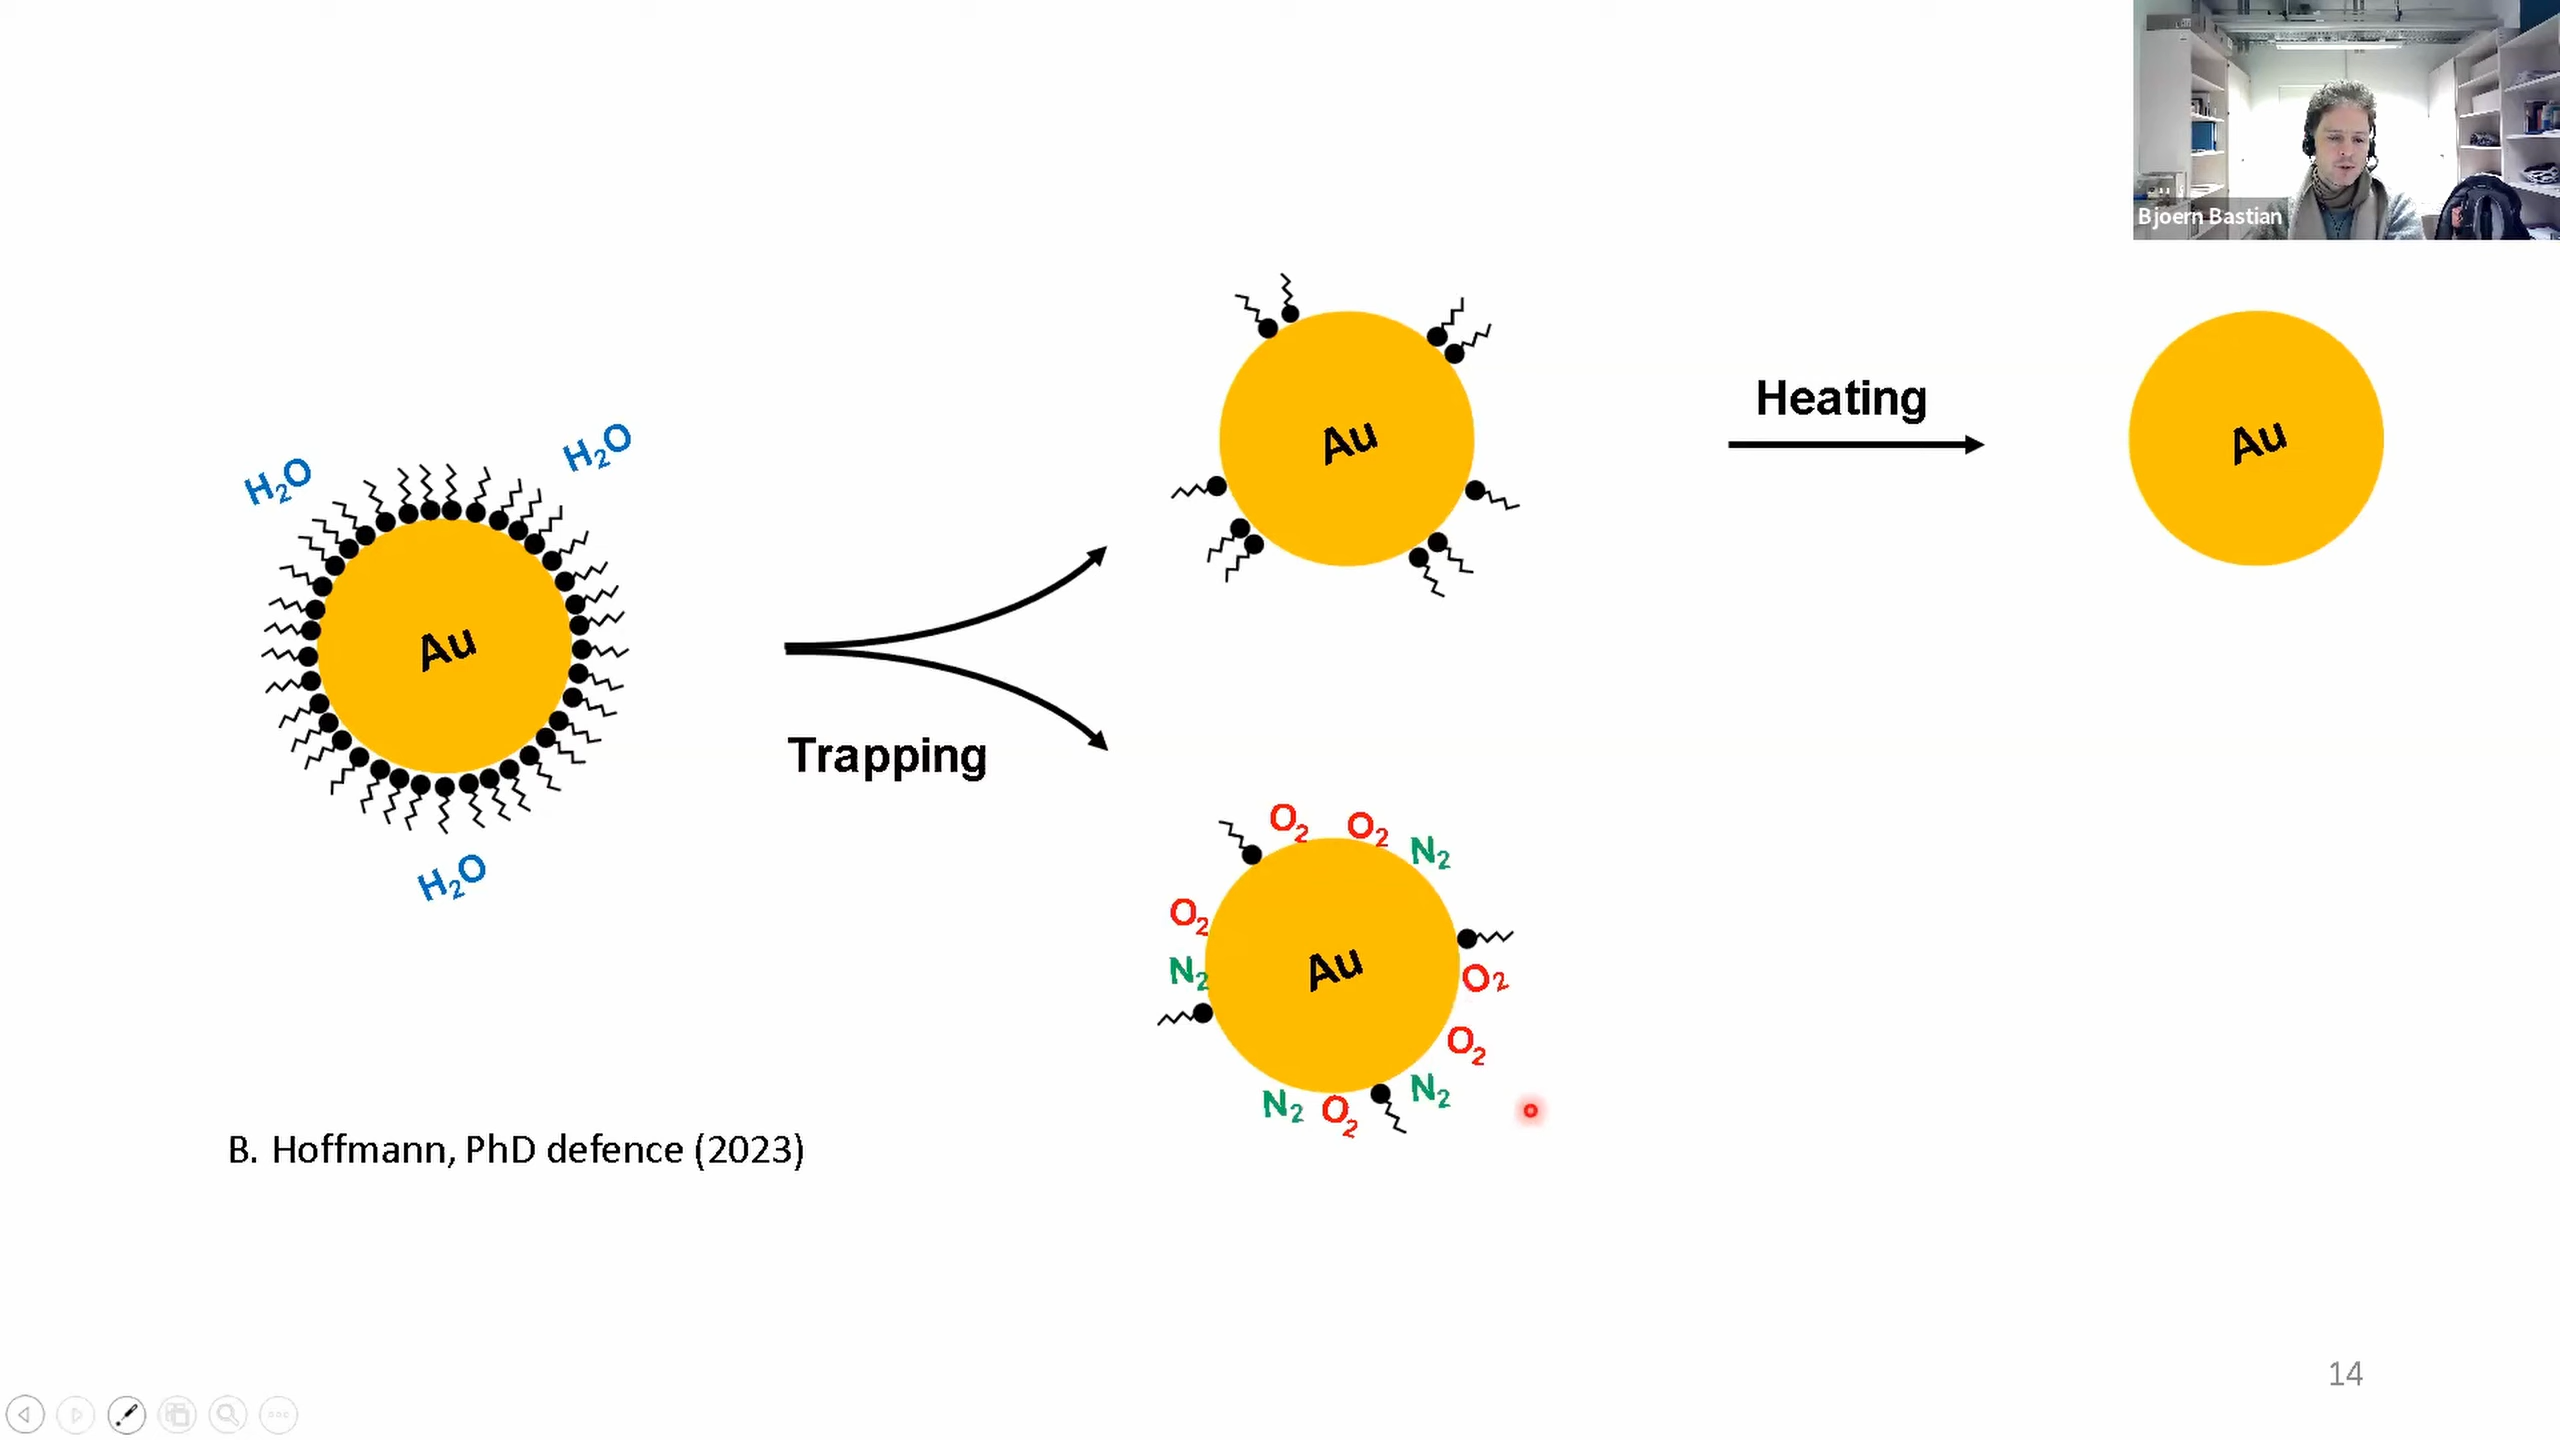 Bjoern Bastian
H₂O
H₂O
Au
H₂O
Trapping
Au
Heating
Au
O₂
O₂
N₂
O₂
N₂
Au
O₂
O₂
N₂
N₂
O₂
B. Hoffmann, PhD defence (2023)
14